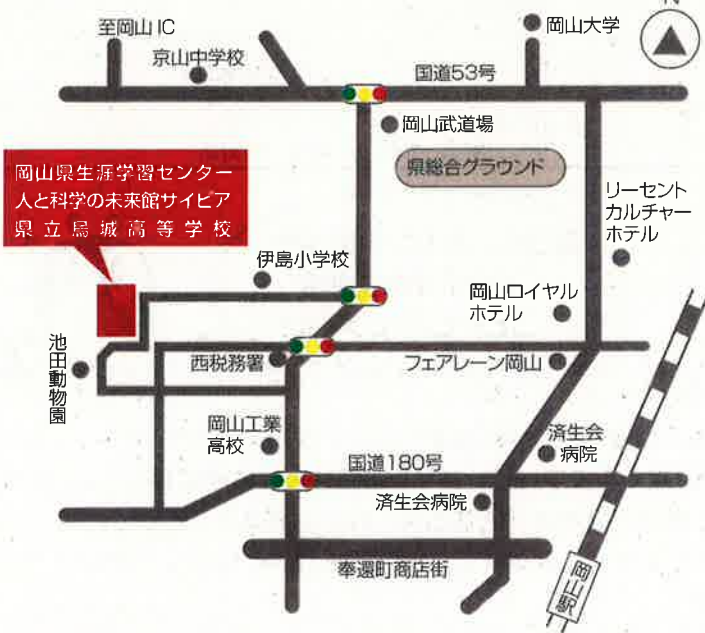 N
岡山大学
至岡山 IC
京山中学校
国道53号
岡山武道場
県総合グラウンド
岡山県生涯学習センター
人と科学の未来館サイピア
県立烏城高等学校
リーセント
カルチャー
ホテル
伊島小学校
岡山ロイヤル
ホテル
池田動物園
西税務署
フェアレーン岡山
岡山工業
高校
済生会
病院
国道180号
済生会病院
奉還町商店街
岡山駅